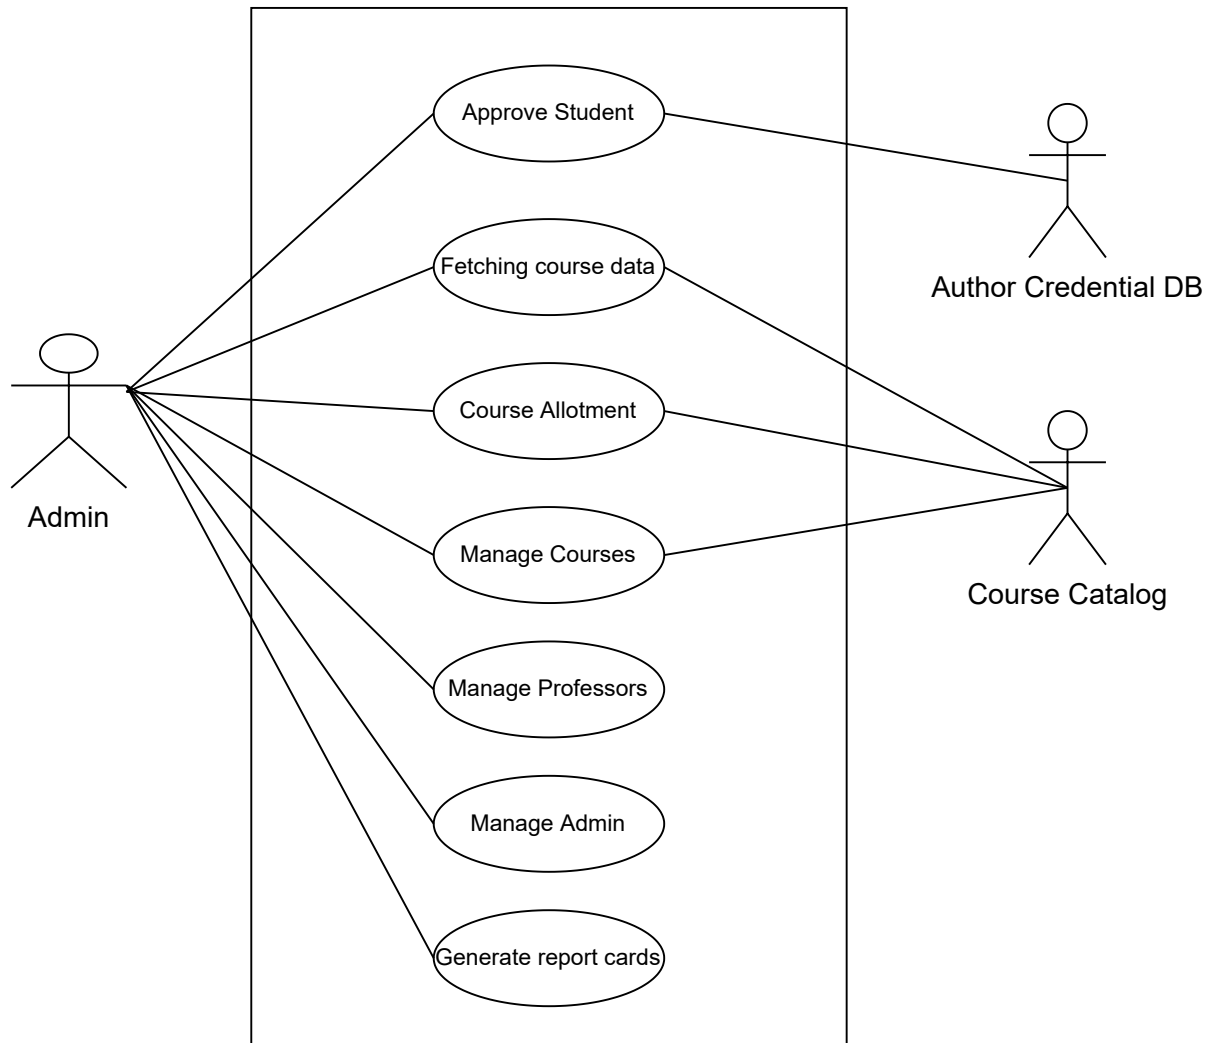 Approve Student
Author Credential DB
Fetching course data
Admin
Course Allotment
Course Catalog
Manage Courses
Manage Professors
Manage Admin
Generate report cards